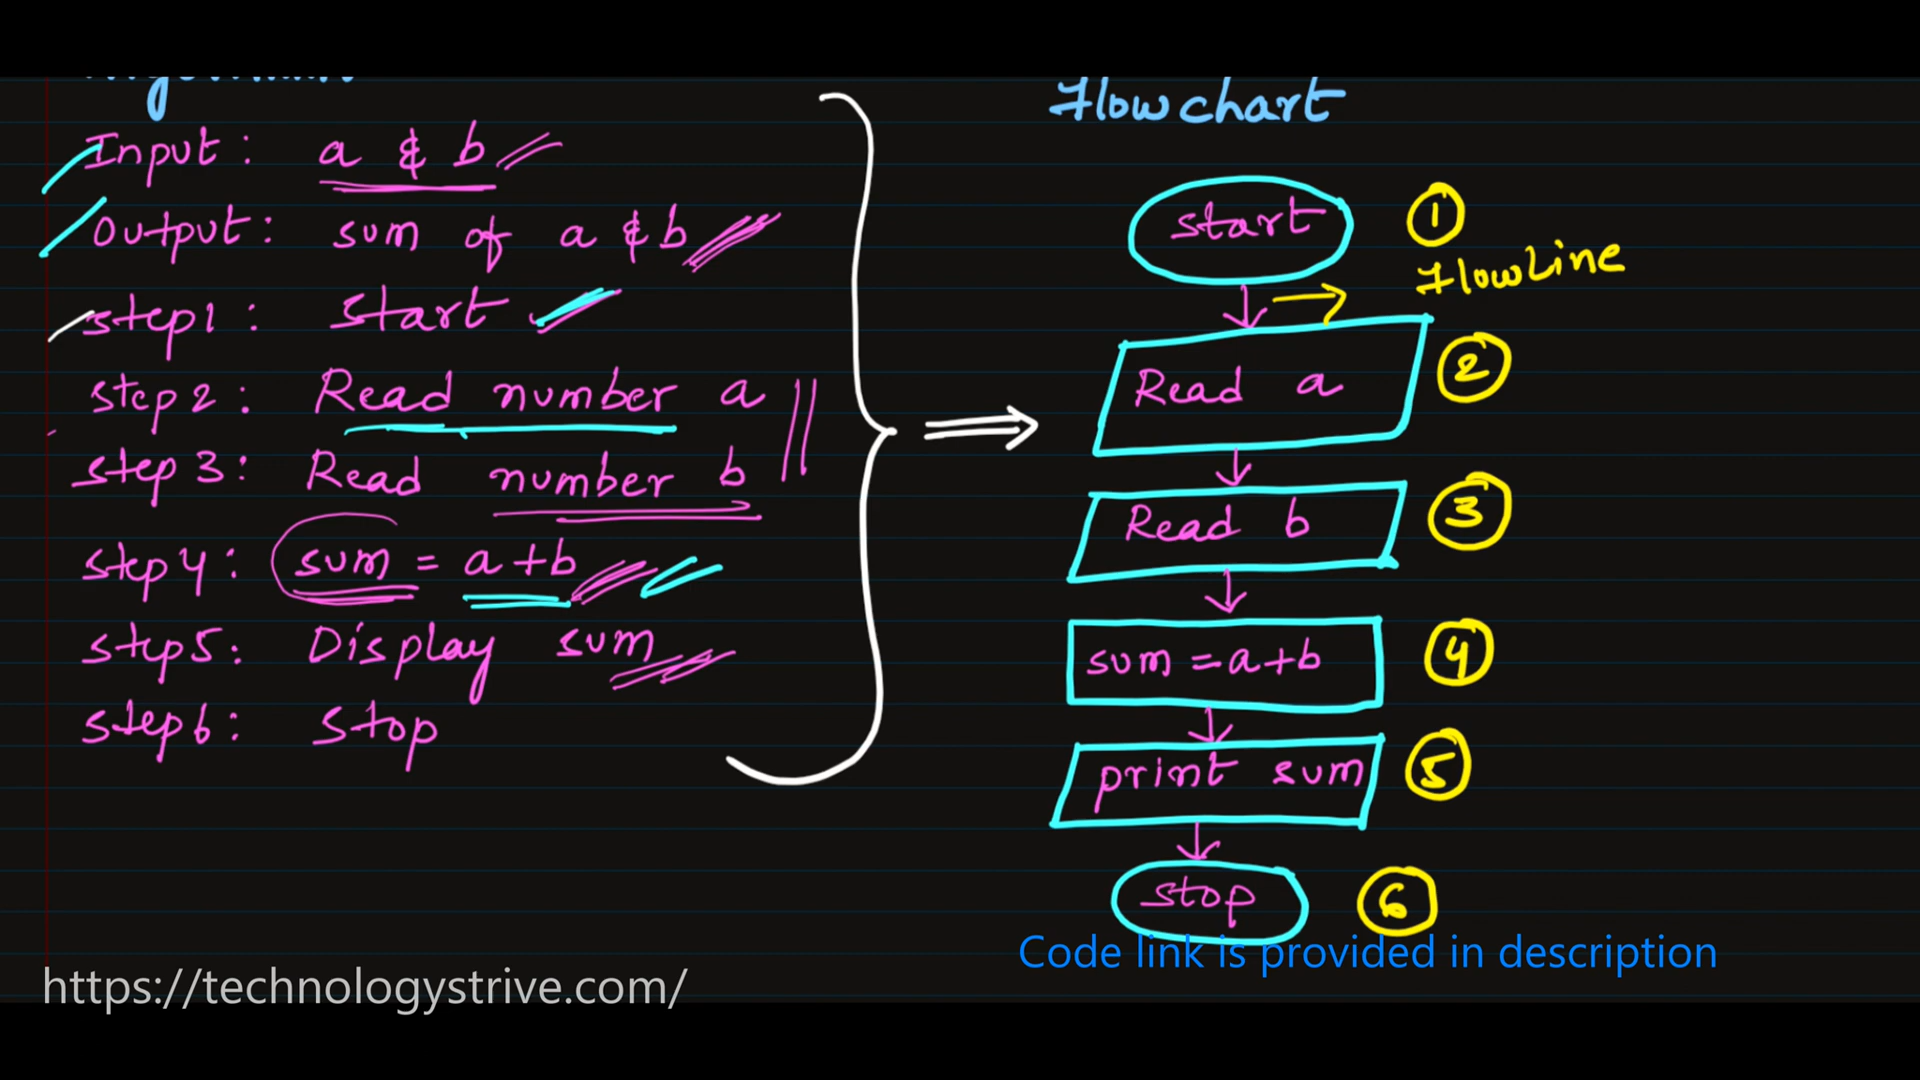 Input: a & b
Output: sum of a & b
step1: start
step2: Read number a
step3: Read number b
step4: sum = a+b
step5: Display sum
step6: stop
Flowchart
start
1
Flowline
Read a
2
Read b
3
sum = a+b
4
print sum
5
stop
6
Code link is provided in description
https://technologystrive.com/